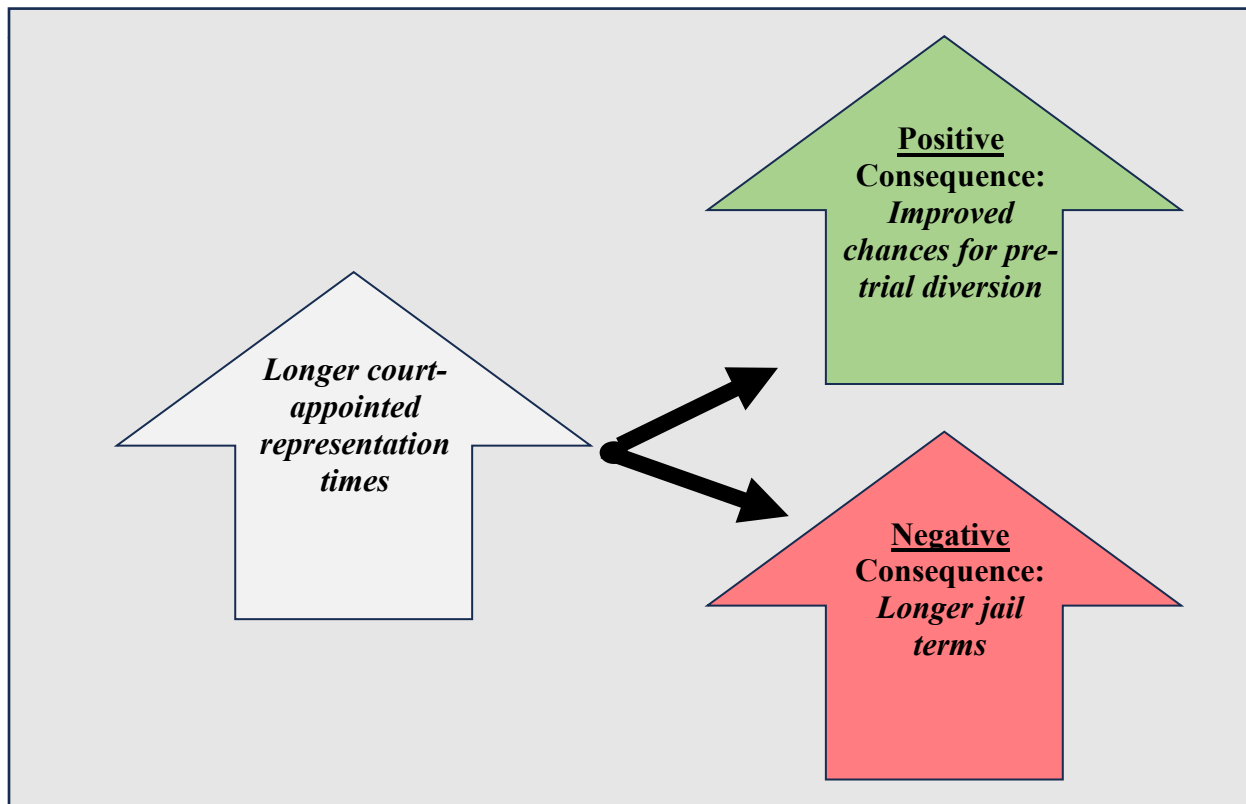 Longer court-
appointed
representation
times
Positive
Consequence:
Improved
chances for pre-
trial diversion
Negative
Consequence:
Longer jail
terms